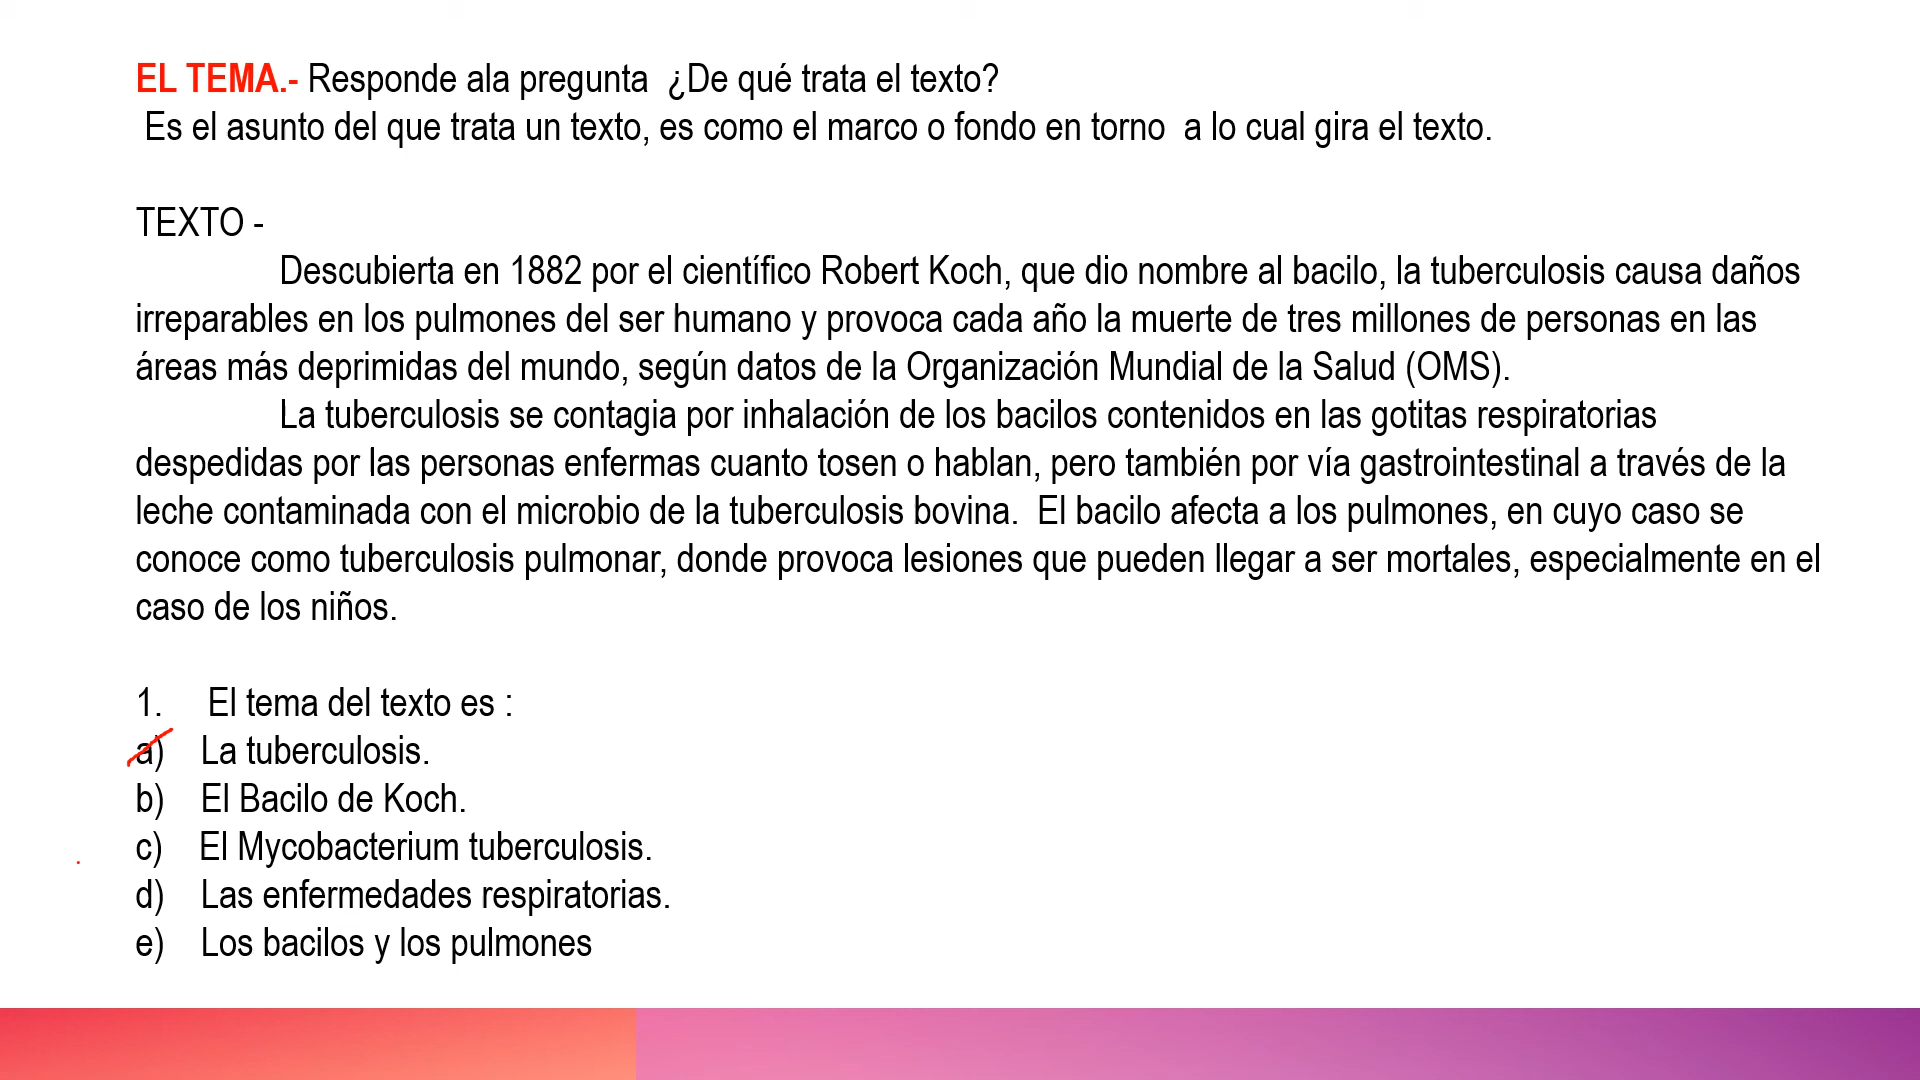 EL TEMA.- Responde ala pregunta ¿De qué trata el texto?
Es el asunto del que trata un texto, es como el marco o fondo en torno a lo cual gira el texto.
TEXTO -
Descubierta en 1882 por el científico Robert Koch, que dio nombre al bacilo, la tuberculosis causa daños
irreparables en los pulmones del ser humano y provoca cada año la muerte de tres millones de personas en las
áreas más deprimidas del mundo, según datos de la Organización Mundial de la Salud (OMS).
La tuberculosis se contagia por inhalación de los bacilos contenidos en las gotitas respiratorias
despedidas por las personas enfermas cuanto tosen o hablan, pero también por vía gastrointestinal a través de la
leche contaminada con el microbio de la tuberculosis bovina. El bacilo afecta a los pulmones, en cuyo caso se
conoce como tuberculosis pulmonar, donde provoca lesiones que pueden llegar a ser mortales, especialmente en el
caso de los niños.
1. El tema del texto es :
a) La tuberculosis.
b) El Bacilo de Koch.
c) El Mycobacterium tuberculosis.
d) Las enfermedades respiratorias.
e) Los bacilos y los pulmones